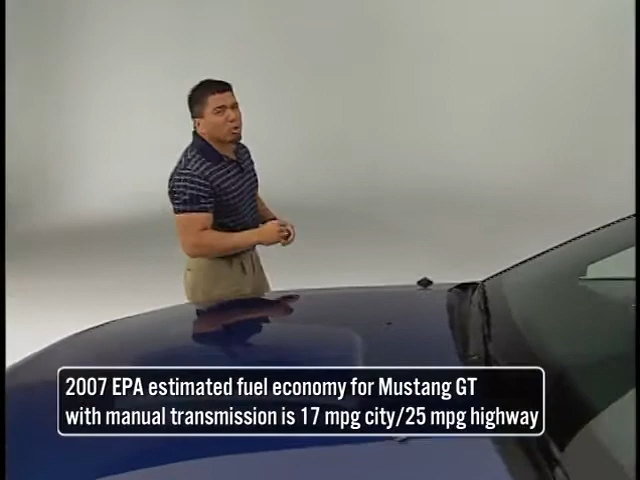 2007 EPA estimated fuel economy for Mustang GT
with manual transmission is 17 mpg city/25 mpg highway